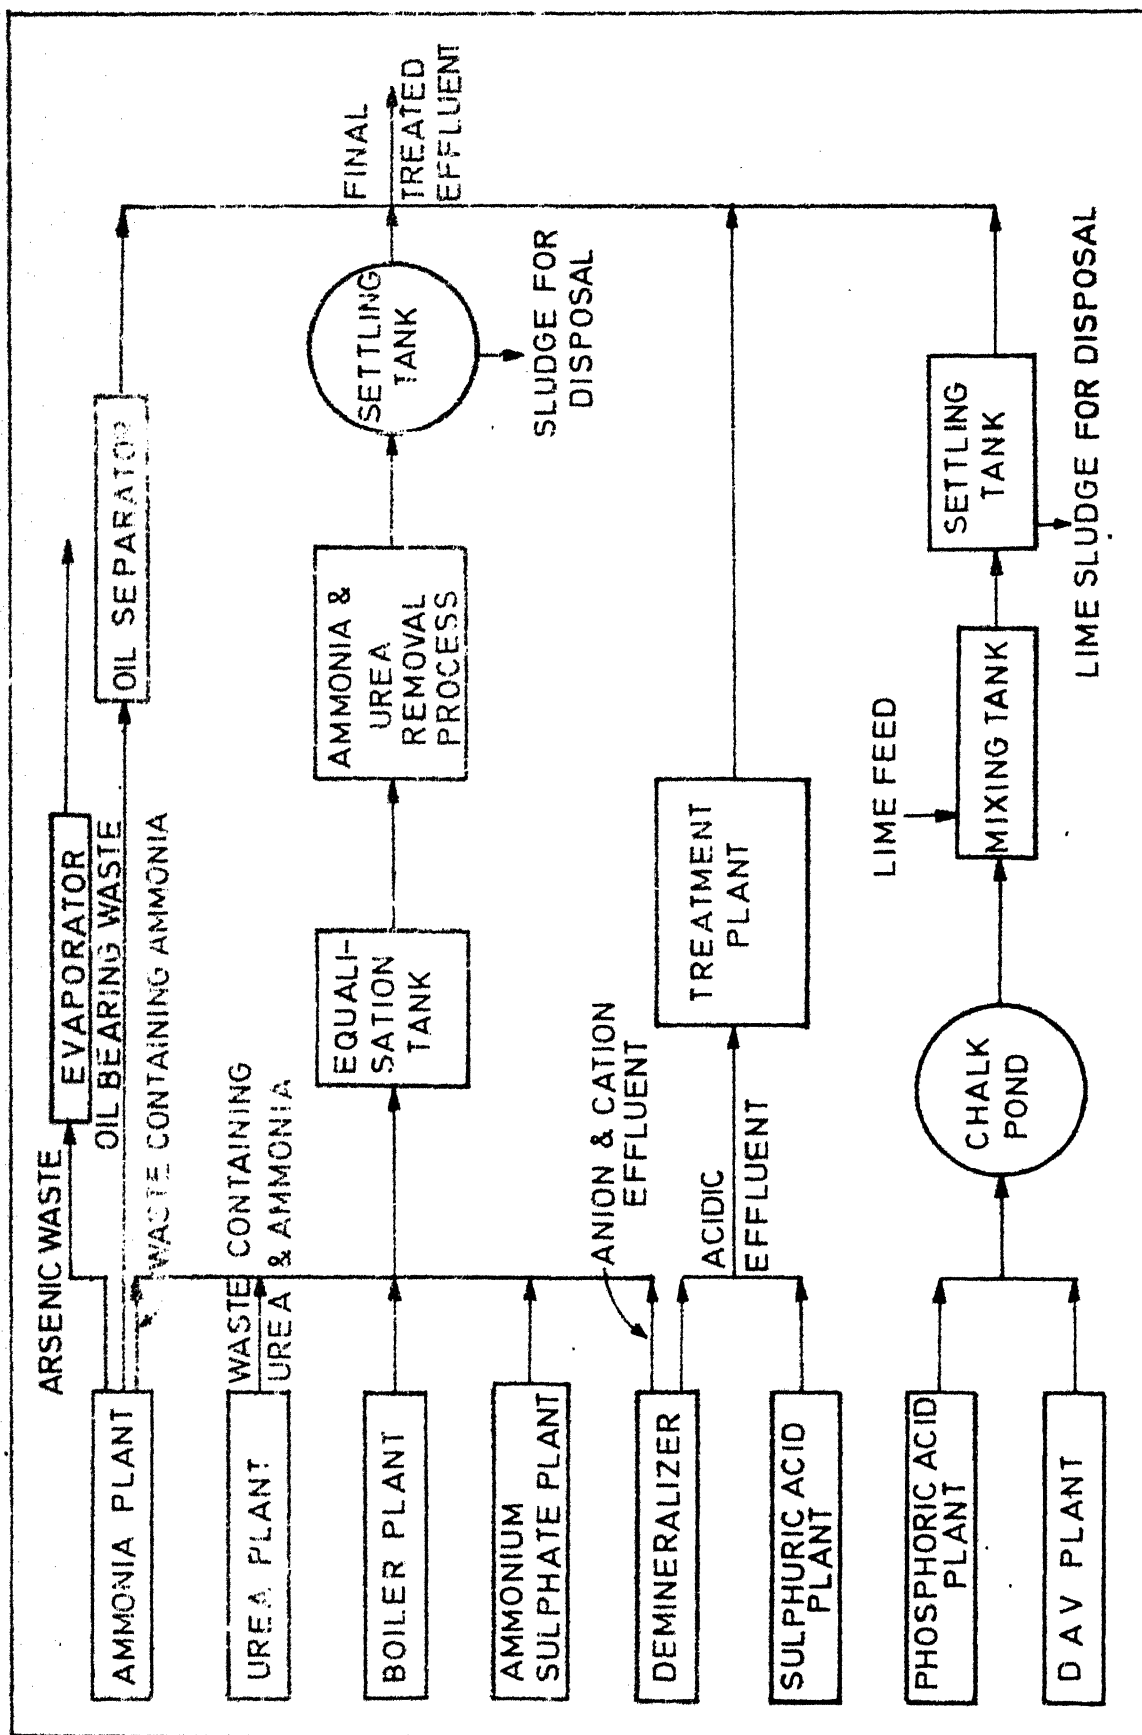 AMMONIA PLANT
UREA PLANT
BOILER PLANT
AMMONIUM
SULPHATE PLANT
DEMINERALIZER
SULPHURIC ACID
PLANT
PHOSPHORIC ACID
PLANT
D A V PLANT
ARSENIC WASTE
EVAPORATOR
OIL BEARING WASTE
WASTE CONTAINING AMMONIA
OIL SEPARATOR
WASTE CONTAINING
UREA & AMMONIA
EQUALI-
SATION
TANK
AMMONIA &
UREA
REMOVAL
PROCESS
SETTLING
TANK
SLUDGE FOR
DISPOSAL
FINAL
TREATED
EFFLUENT
ANION & CATION
EFFLUENT
ACIDIC
EFFLUENT
TREATMENT
PLANT
CHALK
POND
LIME FEED
MIXING TANK
SETTLING
TANK
LIME SLUDGE FOR DISPOSAL